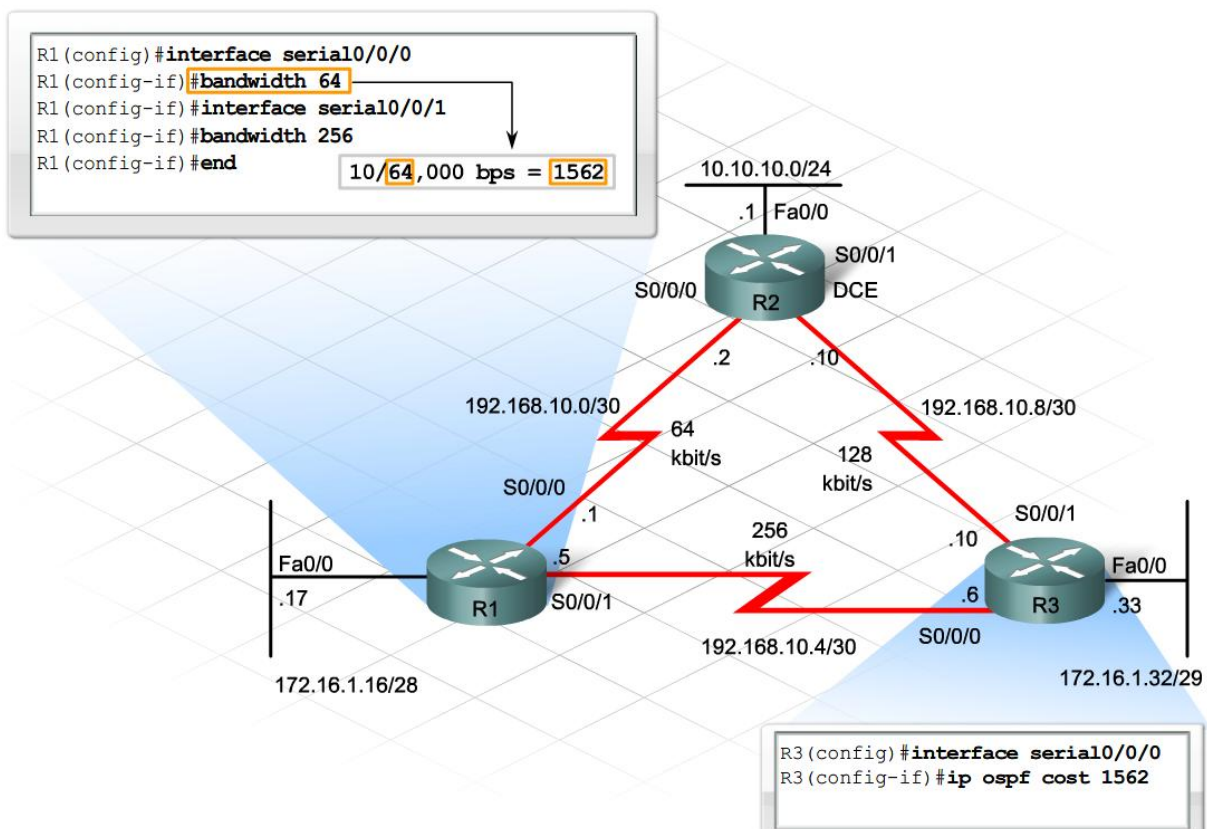 R1(config)#interface serial0/0/0
R1(config-if)#bandwidth 64
R1(config-if)#interface serial0/0/1
R1(config-if)#bandwidth 256
R1(config-if)#end
10/64,000 bps = 1562
10.10.10.0/24
.1
Fa0/0
S0/0/1
S0/0/0
DCE
R2
.2
.10
192.168.10.0/30
192.168.10.8/30
64
kbit/s
128
kbit/s
S0/0/0
.1
S0/0/1
256
kbit/s
.10
Fa0/0
.17
.5
R1
S0/0/1
Fa0/0
.6
R3
.33
S0/0/0
192.168.10.4/30
172.16.1.16/28
172.16.1.32/29
R3(config)#interface serial0/0/0
R3(config-if)#ip ospf cost 1562